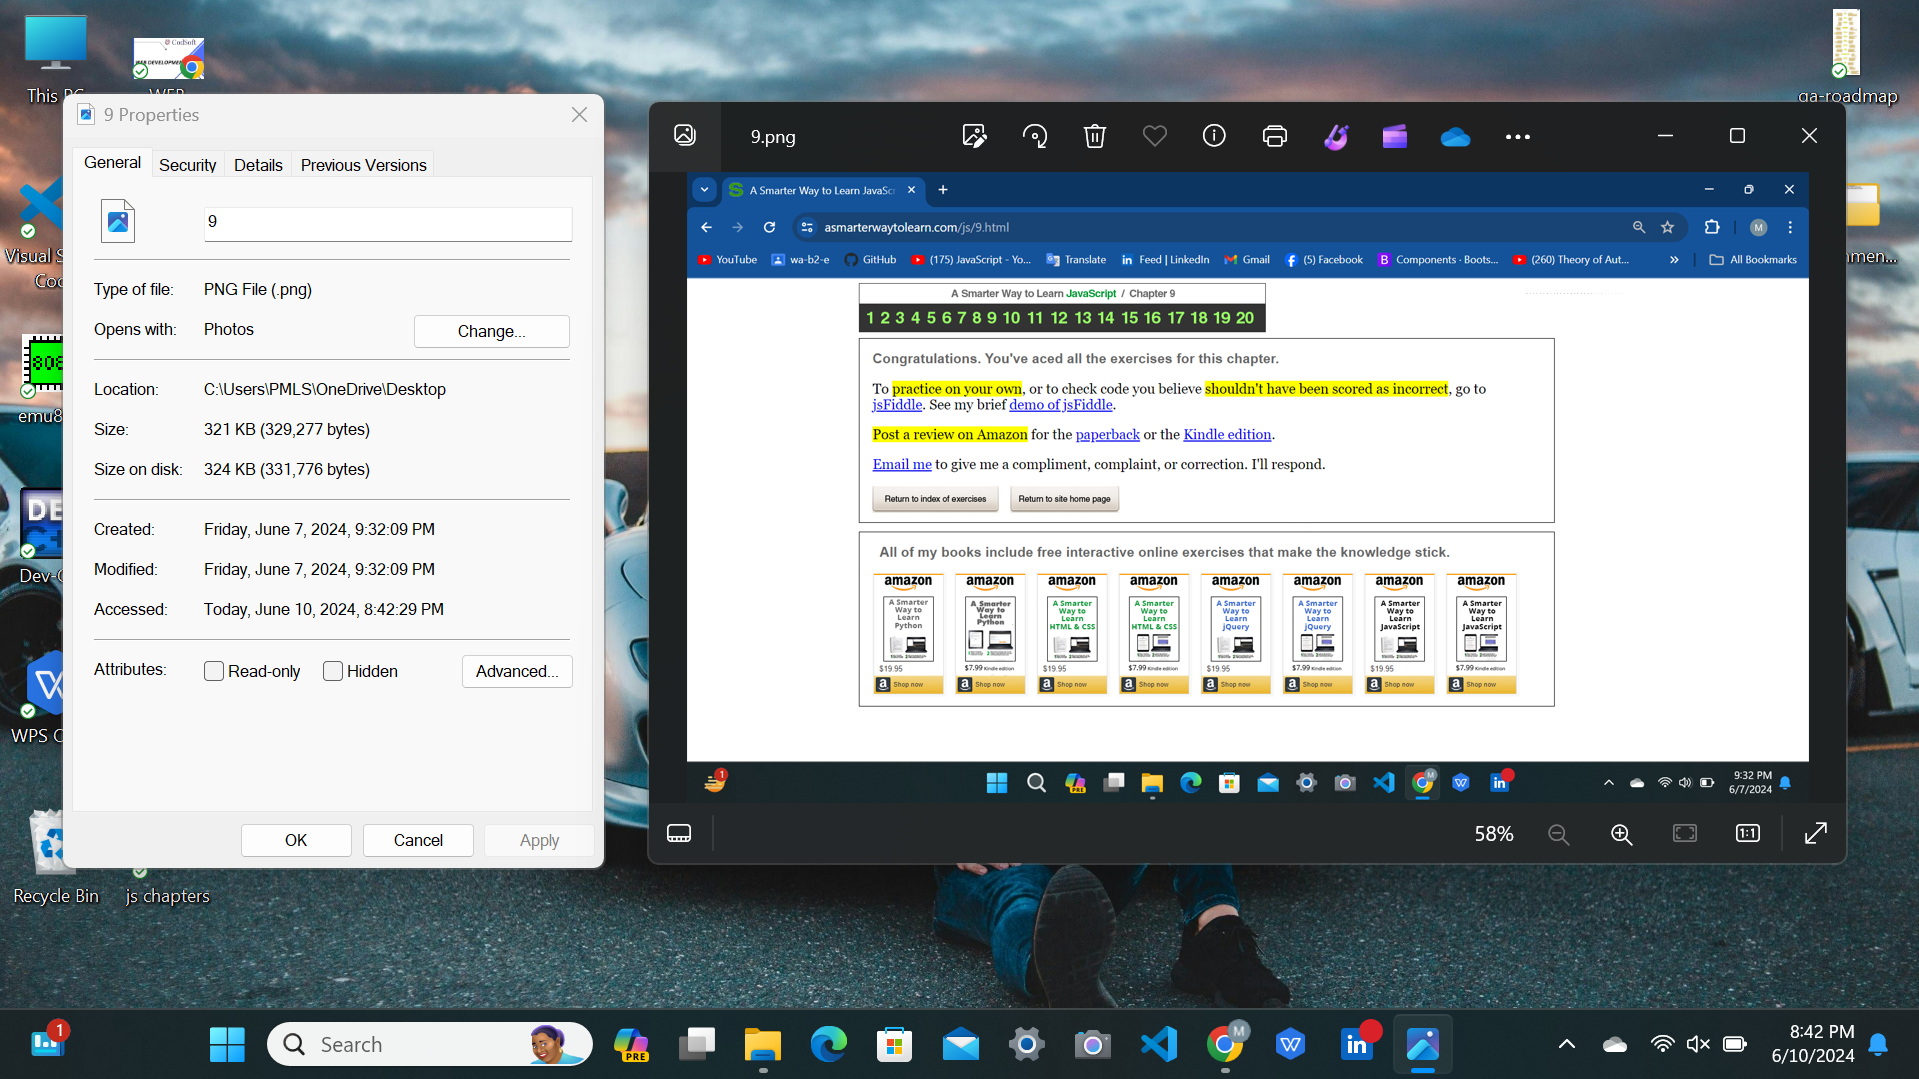 This PC
@ CodSoft
WEB DEVELOPMENT
WEB
Visual S
Coc
808
emu8
DE
Dev-C
WPS O
Recycle Bin
js chapters
qa-roadmap
nmen...
9 Properties
General
Security
Details
Previous Versions
9
Type of file:
PNG File (.png)
Opens with:
Photos
Change...
Location:
C:\Users\PMLS\OneDrive\Desktop
Size:
321 KB (329,277 bytes)
Size on disk:
324 KB (331,776 bytes)
Created:
Friday, June 7, 2024, 9:32:09 PM
Modified:
Friday, June 7, 2024, 9:32:09 PM
Accessed:
Today, June 10, 2024, 8:42:29 PM
Attributes:
Read-only
Hidden
Advanced...
OK
Cancel
Apply
9.png
A Smarter Way to Learn JavaSc
asmarterwaytolearn.com/js/9.html
M
YouTube
wa-b2-e
GitHub
(175) JavaScript - Yo...
Translate
Feed | LinkedIn
Gmail
(5) Facebook
Components · Boots...
(260) Theory of Aut...
»
All Bookmarks
A Smarter Way to Learn JavaScript / Chapter 9
1 2 3 4 5 6 7 8 9 10 11 12 13 14 15 16 17 18 19 20
Congratulations. You've aced all the exercises for this chapter.
To practice on your own, or to check code you believe shouldn't have been scored as incorrect, go to
jsFiddle. See my brief demo of jsFiddle.
Post a review on Amazon for the paperback or the Kindle edition.
Email me to give me a compliment, complaint, or correction. I'll respond.
Return to index of exercises
Return to site home page
All of my books include free interactive online exercises that make the knowledge stick.
amazon
A Smarter
Way to
Learn
Python
$19.95
Shop now
amazon
A Smarter
Way to
Learn
Python
$7.99 Kindle edition
Shop now
amazon
A Smarter
Way to
Learn
HTML & CSS
$19.95
Shop now
amazon
A Smarter
Way to
Learn
HTML & CSS
$7.99 Kindle edition
Shop now
amazon
A Smarter
Way to
Learn
jQuery
$19.95
Shop now
amazon
A Smarter
Way to
Learn
jQuery
$7.99 Kindle edition
Shop now
amazon
A Smarter
Way to
Learn
JavaScript
$19.95
Shop now
amazon
A Smarter
Way to
Learn
JavaScript
$7.99 Kindle edition
Shop now
1
PRE
M
9:32 PM
6/7/2024
58%
1:1
1
Search
PRE
M
8:42 PM
6/10/2024